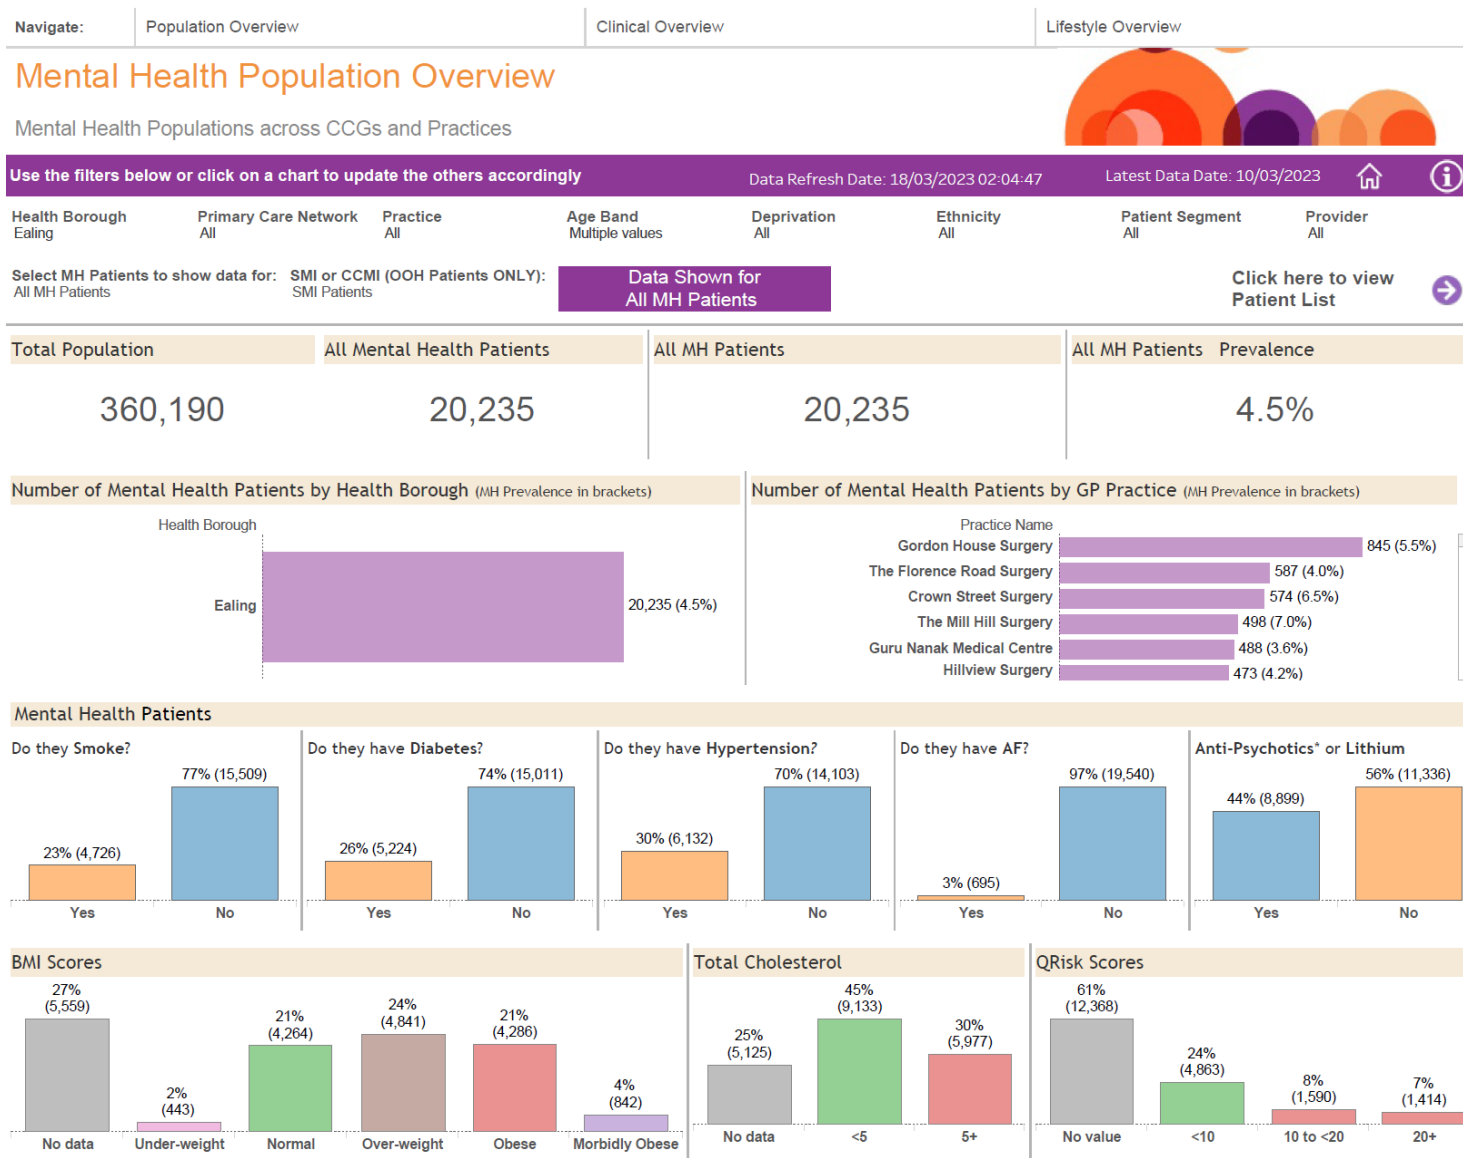 Navigate: Population Overview Clinical Overview Lifestyle Overview
Mental Health Population Overview
Mental Health Populations across CCGs and Practices
Use the filters below or click on a chart to update the others accordingly Data Refresh Date: 18/03/2023 02:04:47 Latest Data Date: 10/03/2023
Health Borough Primary Care Network Practice Age Band Deprivation Ethnicity Patient Segment Provider
Ealing All All Multiple values All All All All
Select MH Patients to show data for: SMI or CCMI (OOH Patients ONLY):
All MH Patients SMI Patients
Data Shown for
All MH Patients
Click here to view
Patient List
Total Population All Mental Health Patients All MH Patients All MH Patients Prevalence
360,190 20,235 20,235 4.5%
Number of Mental Health Patients by Health Borough (MH Prevalence in brackets)
Health Borough
Ealing 20,235 (4.5%)
Number of Mental Health Patients by GP Practice (MH Prevalence in brackets)
Practice Name
Gordon House Surgery 845 (5.5%)
The Florence Road Surgery 587 (4.0%)
Crown Street Surgery 574 (6.5%)
The Mill Hill Surgery 498 (7.0%)
Guru Nanak Medical Centre 488 (3.6%)
Hillview Surgery 473 (4.2%)
Mental Health Patients
Do they Smoke?
77% (15,509)
23% (4,726)
Yes No
Do they have Diabetes?
74% (15,011)
26% (5,224)
Yes No
Do they have Hypertension?
70% (14,103)
30% (6,132)
Yes No
Do they have AF?
97% (19,540)
3% (695)
Yes No
Anti-Psychotics* or Lithium
56% (11,336)
44% (8,899)
Yes No
BMI Scores
27%
(5,559)
2%
(443)
21%
(4,264)
24%
(4,841)
21%
(4,286)
4%
(842)
No data Under-weight Normal Over-weight Obese Morbidly Obese
Total Cholesterol
25%
(5,125)
45%
(9,133)
30%
(5,977)
No data <5 5+
QRisk Scores
61%
(12,368)
24%
(4,863)
8%
(1,590)
7%
(1,414)
No value <10 10 to <20 20+